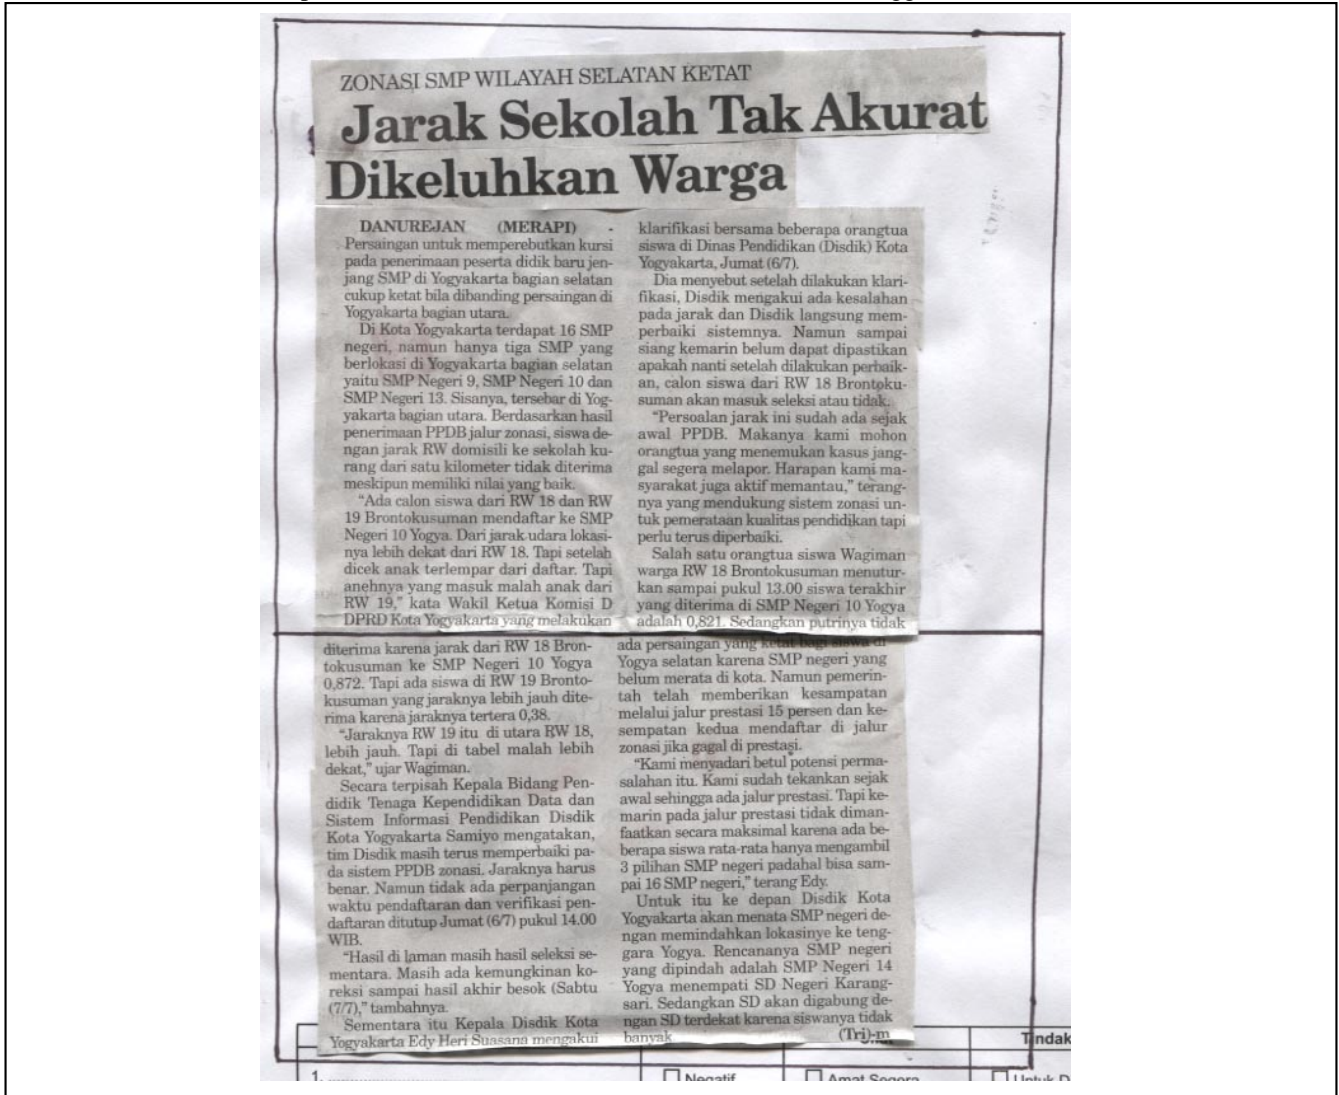 ZONASI SMP WILAYAH SELATAN KETAT
Jarak Sekolah Tak Akurat
Dikeluhkan Warga
DANUREJAN (MERAPI) -
Persaingan untuk memperebutkan kursi
pada penerimaan peserta didik baru jen-
jang SMP di Yogyakarta bagian selatan
cukup ketat bila dibanding persaingan di
Yogyakarta bagian utara.
Di Kota Yogyakarta terdapat 16 SMP
negeri, namun hanya tiga SMP yang
berlokasi di Yogyakarta bagian selatan
yaitu SMP Negeri 9, SMP Negeri 10 dan
SMP Negeri 13. Sisanya, tersebar di Yog-
yakarta bagian utara. Berdasarkan hasil
penerimaan PPDB jalur zonasi, siswa de-
ngan jarak RW domisili ke sekolah ku-
rang dari satu kilometer tidak diterima
meskipun memiliki nilai yang baik.
"Ada calon siswa dari RW 18 dan RW
19 Brontokusuman mendaftar ke SMP
Negeri 10 Yogya. Dari jarak udara lokasi-
nya lebih dekat dari RW 18. Tapi setelah
dicek anak terlempar dari daftar. Tapi
anehnya yang masuk malah anak dari
RW 19," kata Wakil Ketua Komisi D
DPRD Kota Yogyakarta yang melakukan
klarifikasi bersama beberapa orangtua
siswa di Dinas Pendidikan (Disdik) Kota
Yogyakarta, Jumat (6/7).
Dia menyebut setelah dilakukan klari-
fikasi, Disdik mengakui ada kesalahan
pada jarak dan Disdik langsung mem-
perbaiki sistemnya. Namun sampai
siang kemarin belum dapat dipastikan
apakah nanti setelah dilakukan perbaik-
an, calon siswa dari RW 18 Brontoku-
suman akan masuk seleksi atau tidak.
"Persoalan jarak ini sudah ada sejak
awal PPDB. Makanya kami mohon
orangtua yang menemukan kasus jang-
gal segera melapor. Harapan kami ma-
syarakat juga aktif memantau," terang-
nya yang mendukung sistem zonasi un-
tuk pemerataan kualitas pendidikan tapi
perlu terus diperbaiki.
Salah satu orangtua siswa Wagiman
warga RW 18 Brontokusuman menutur-
kan sampai pukul 13.00 siswa terakhir
yang diterima di SMP Negeri 10 Yogya
adalah 0,821. Sedangkan putrinya tidak
diterima karena jarak dari RW 18 Bron-
tokusuman ke SMP Negeri 10 Yogya
0,872. Tapi ada siswa di RW 19 Bronto-
kusuman yang jaraknya lebih jauh dite-
rima karena jaraknya tertera 0,38.
"Jaraknya RW 19 itu di utara RW 18,
lebih jauh. Tapi di tabel malah lebih
dekat," ujar Wagiman.
Secara terpisah Kepala Bidang Pen-
didik Tenaga Kependidikan Data dan
Sistem Informasi Pendidikan Disdik
Kota Yogyakarta Samiyo mengatakan,
tim Disdik masih terus memperbaiki pa-
da sistem PPDB zonasi. Jaraknya harus
benar. Namun tidak ada perpanjangan
waktu pendaftaran dan verifikasi pen-
daftaran ditutup Jumat (6/7) pukul 14.00
WIB.
"Hasil di laman masih hasil seleksi se-
mentara. Masih ada kemungkinan ko-
reksi sampai hasil akhir besok (Sabtu
(7/7)," tambahnya.
Sementara itu Kepala Disdik Kota
Yogyakarta Edy Heri Suasana mengakui
ada persaingan yang ketat bagi siswa di
Yogya selatan karena SMP negeri yang
belum merata di kota. Namun pemerin-
tah telah memberikan kesampatan
melalui jalur prestasi 15 persen dan ke-
sempatan kedua mendaftar di jalur
zonasi jika gagal di prestasi.
"Kami menyadari betul potensi perma-
salahan itu. Kami sudah tekankan sejak
awal sehingga ada jalur prestasi. Tapi ke-
marin pada jalur prestasi tidak diman-
faatkan secara maksimal karena ada be-
berapa siswa rata-rata hanya mengambil
3 pilihan SMP negeri padahal bisa sam-
pai 16 SMP negeri," terang Edy.
Untuk itu ke depan Disdik Kota
Yogyakarta akan menata SMP negeri de-
ngan memindahkan lokasinye ke teng-
gara Yogya. Rencananya SMP negeri
yang dipindah adalah SMP Negeri 14
Yogya menempati SD Negeri Karang-
sari. Sedangkan SD akan digabung de-
ngan SD terdekat karena siswanya tidak
banyak (Tri)-m
Tindak
1.
Negatif
Amat Segera
Untuk D